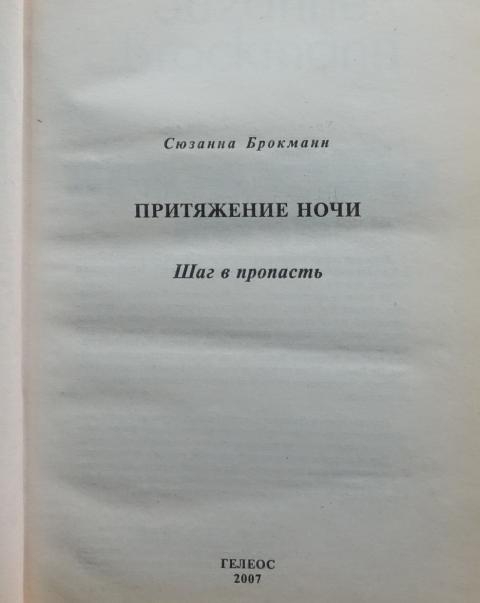 Сюзанна Брокманн
ПРИТЯЖЕНИЕ НОЧИ
Шаг в пропасть
ГЕЛЕОС
2007